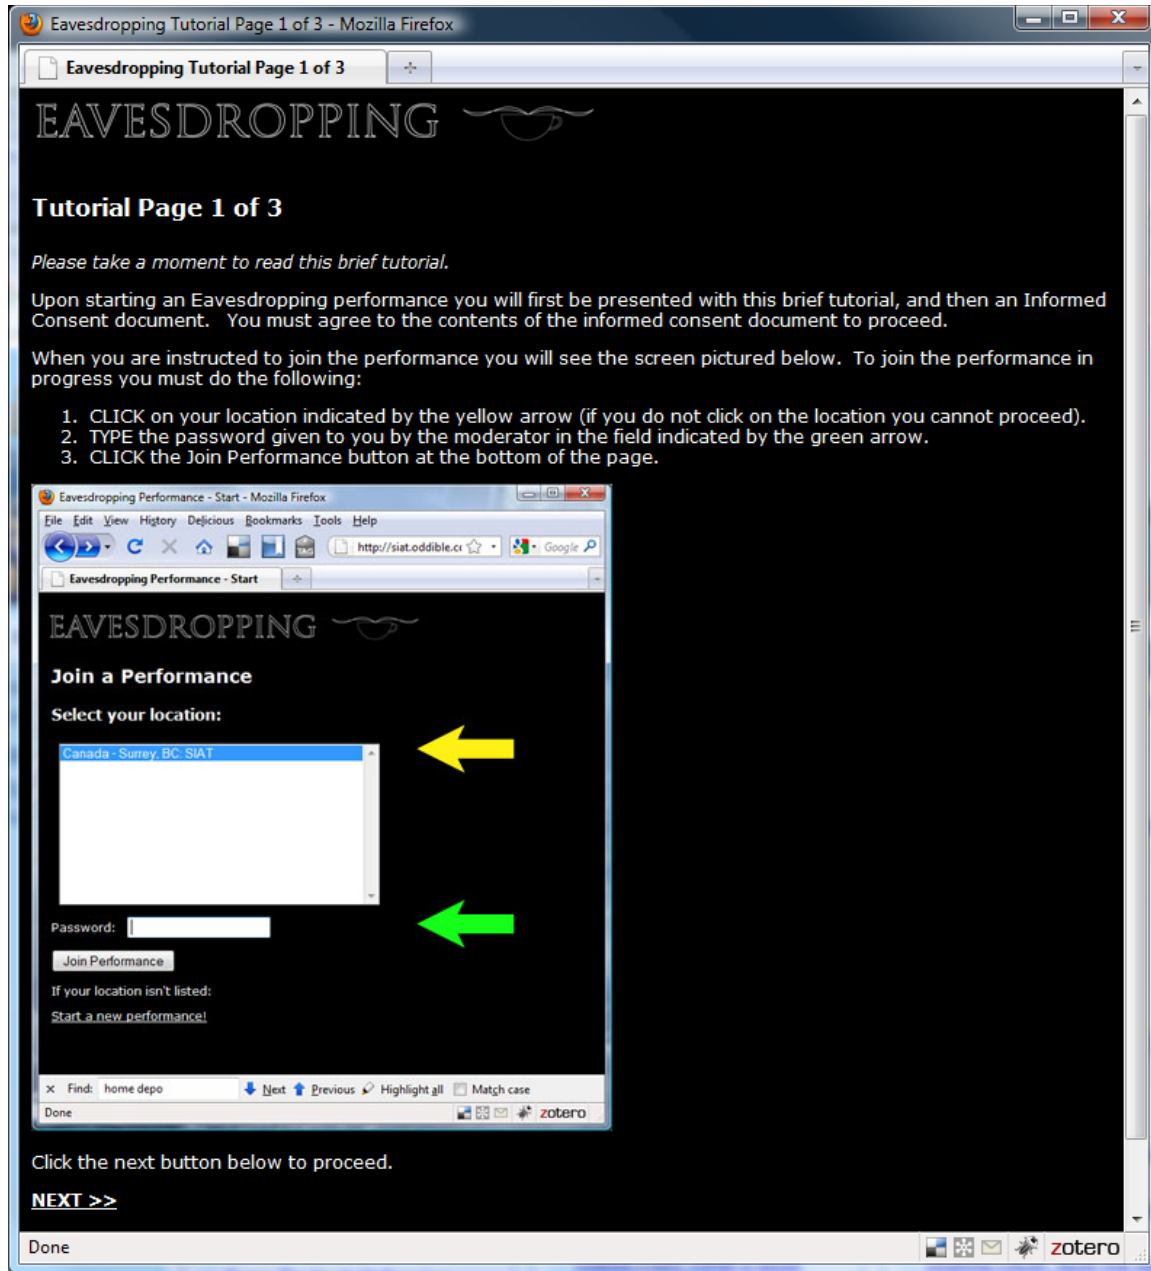 Eavesdropping Tutorial Page 1 of 3 - Mozilla Firefox
Eavesdropping Tutorial Page 1 of 3
EAVESDROPPING
Tutorial Page 1 of 3
Please take a moment to read this brief tutorial.
Upon starting an Eavesdropping performance you will first be presented with this brief tutorial, and then an Informed
Consent document. You must agree to the contents of the informed consent document to proceed.
When you are instructed to join the performance you will see the screen pictured below. To join the performance in
progress you must do the following:
1. CLICK on your location indicated by the yellow arrow (if you do not click on the location you cannot proceed).
2. TYPE the password given to you by the moderator in the field indicated by the green arrow.
3. CLICK the Join Performance button at the bottom of the page.
Eavesdropping Performance - Start - Mozilla Firefox
File Edit View History Delicious Bookmarks Tools Help
http://siat.oddible.cc Google
Eavesdropping Performance - Start
EAVESDROPPING
Join a Performance
Select your location:
Canada - Surrey, BC: SIAT
Password:
Join Performance
If your location isn't listed:
Start a new performance!
Find: home depo Next Previous Highlight all Match case
Done zotero
Click the next button below to proceed.
NEXT >>
Done zotero